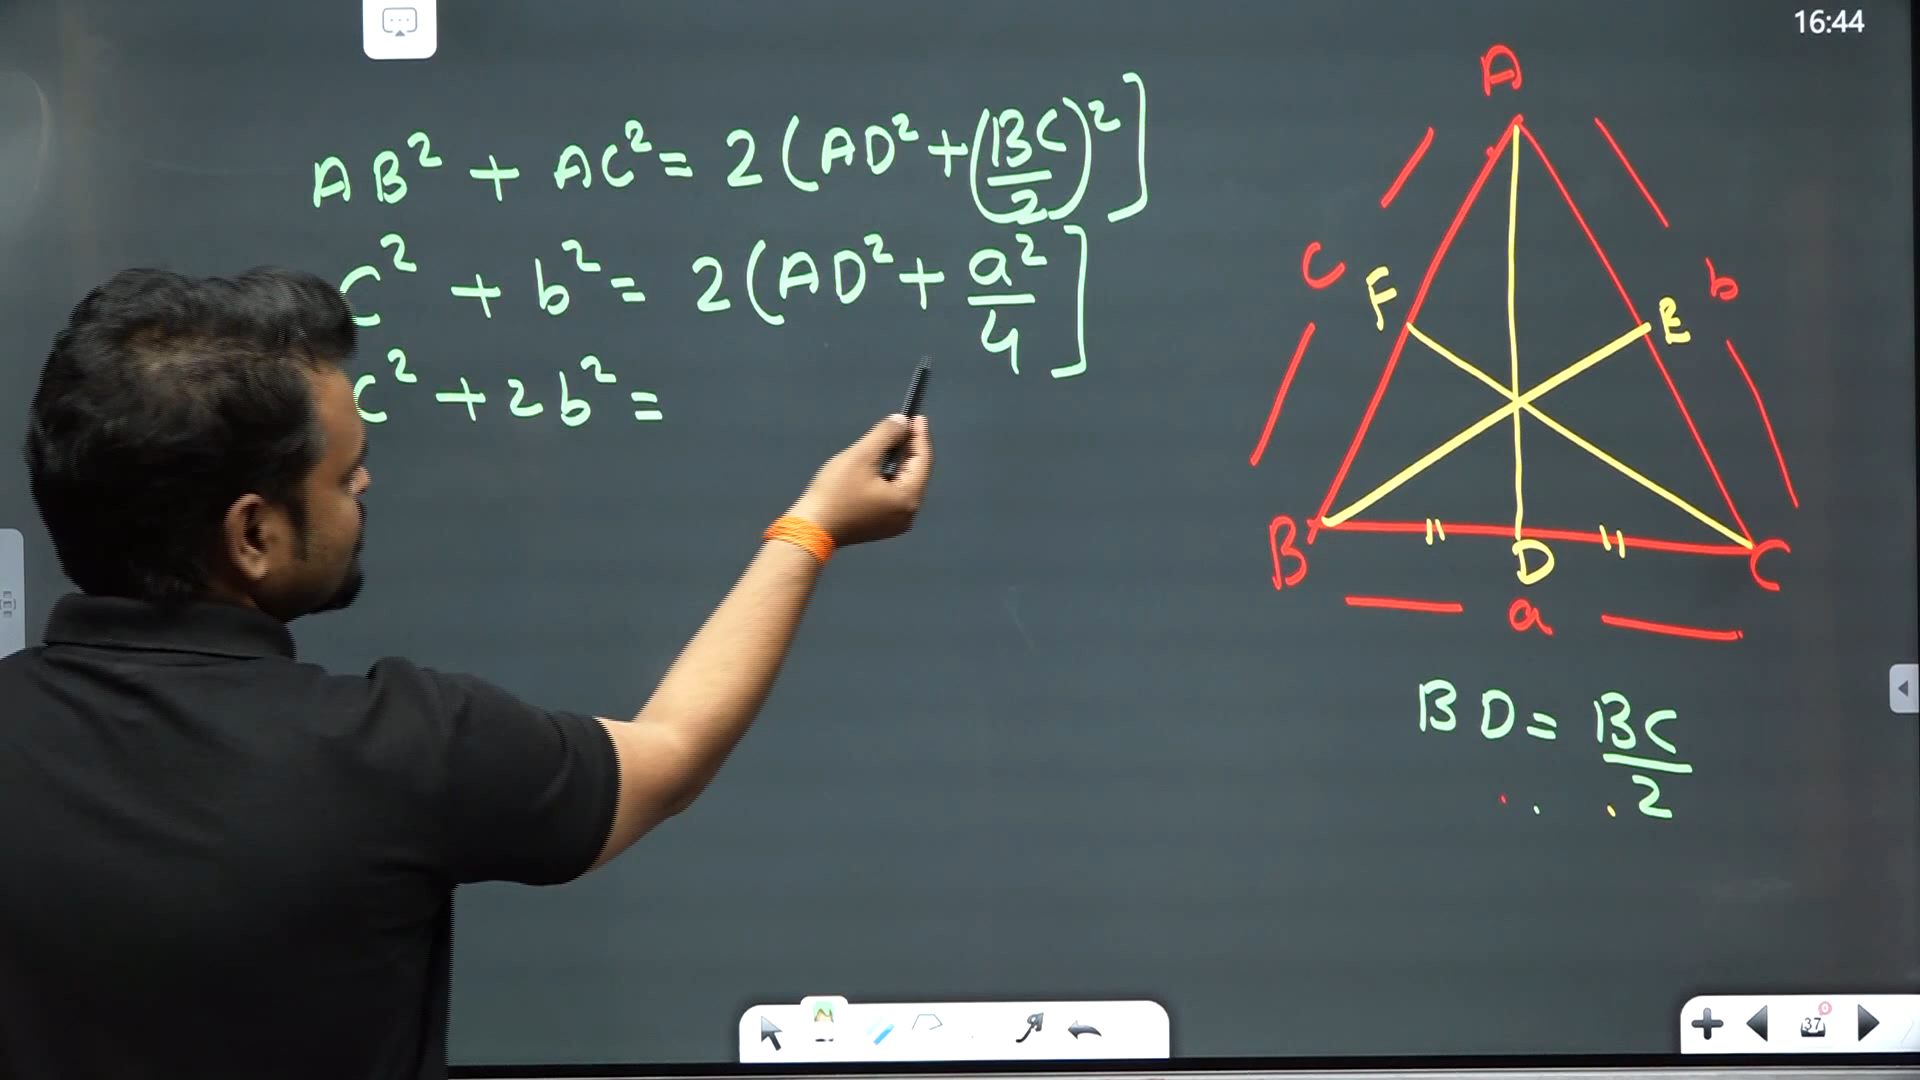 16:44
AB² + AC² = 2(AD² + (BC/2)²]
c² + b² = 2(AD² + a²/4]
c² + 2b² =
A
c
b
F
E
B
D
C
a
BD = BC/2
37